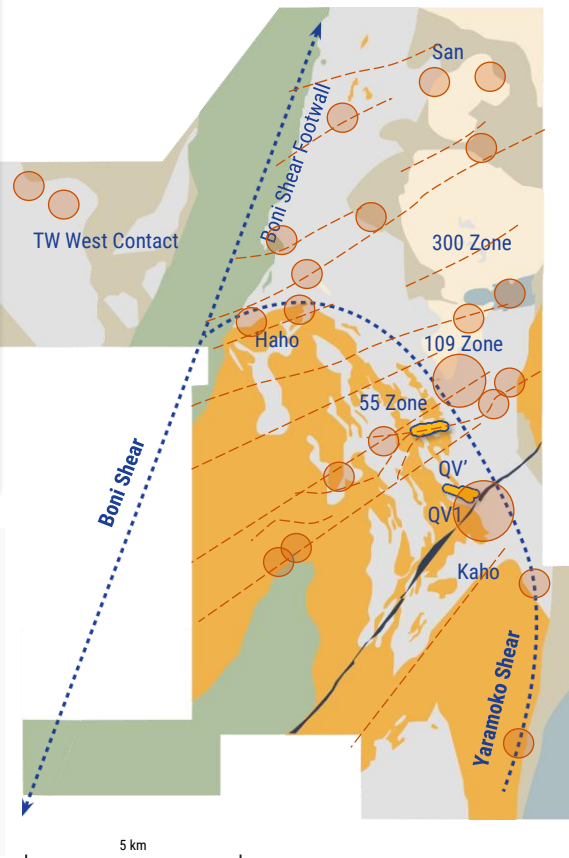 San
Boni Shear Footwall
TW West Contact
300 Zone
Haho
109 Zone
55 Zone
Boni Shear
QV’
QV1
Kaho
Yaramoko Shear
5 km